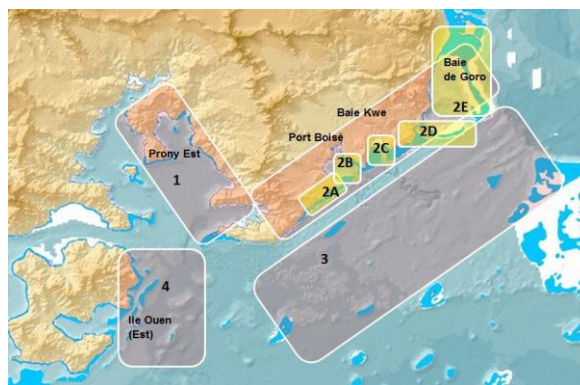 Baie
de Goro
2E
Baie Kwe
Port Boisé
2D
2C
2B
2A
Prony Est
1
3
4
Ile Ouen
(Est)